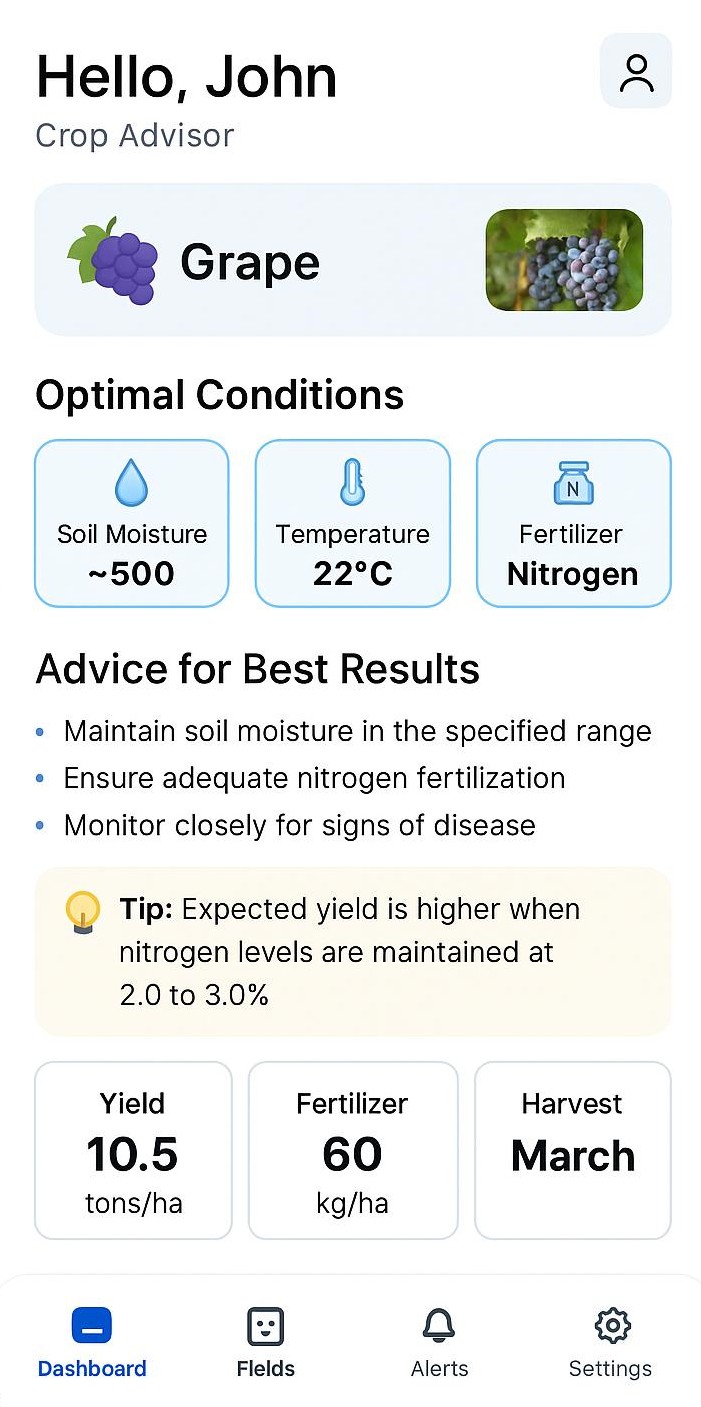 Hello, John
Crop Advisor
Grape
Optimal Conditions
Soil Moisture
~500
Temperature
22°C
N
Fertilizer
Nitrogen
Advice for Best Results
• Maintain soil moisture in the specified range
• Ensure adequate nitrogen fertilization
• Monitor closely for signs of disease
Tip: Expected yield is higher when
nitrogen levels are maintained at
2.0 to 3.0%
Yield
10.5
tons/ha
Fertilizer
60
kg/ha
Harvest
March
Dashboard
FIelds
Alerts
Settings